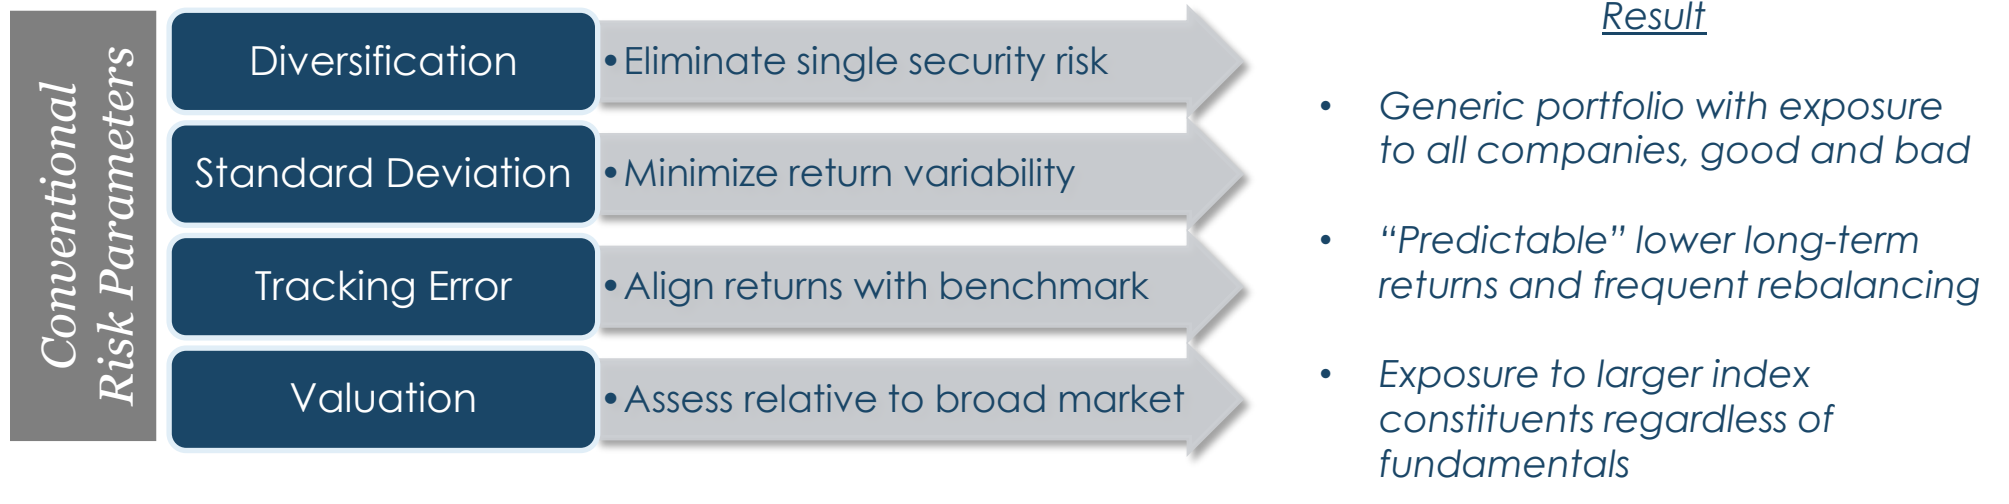 Conventional
Risk Parameters
Diversification
•Eliminate single security risk
Standard Deviation
•Minimize return variability
Tracking Error
•Align returns with benchmark
Valuation
•Assess relative to broad market
Result
• Generic portfolio with exposure
to all companies, good and bad
• “Predictable” lower long-term
returns and frequent rebalancing
• Exposure to larger index
constituents regardless of
fundamentals